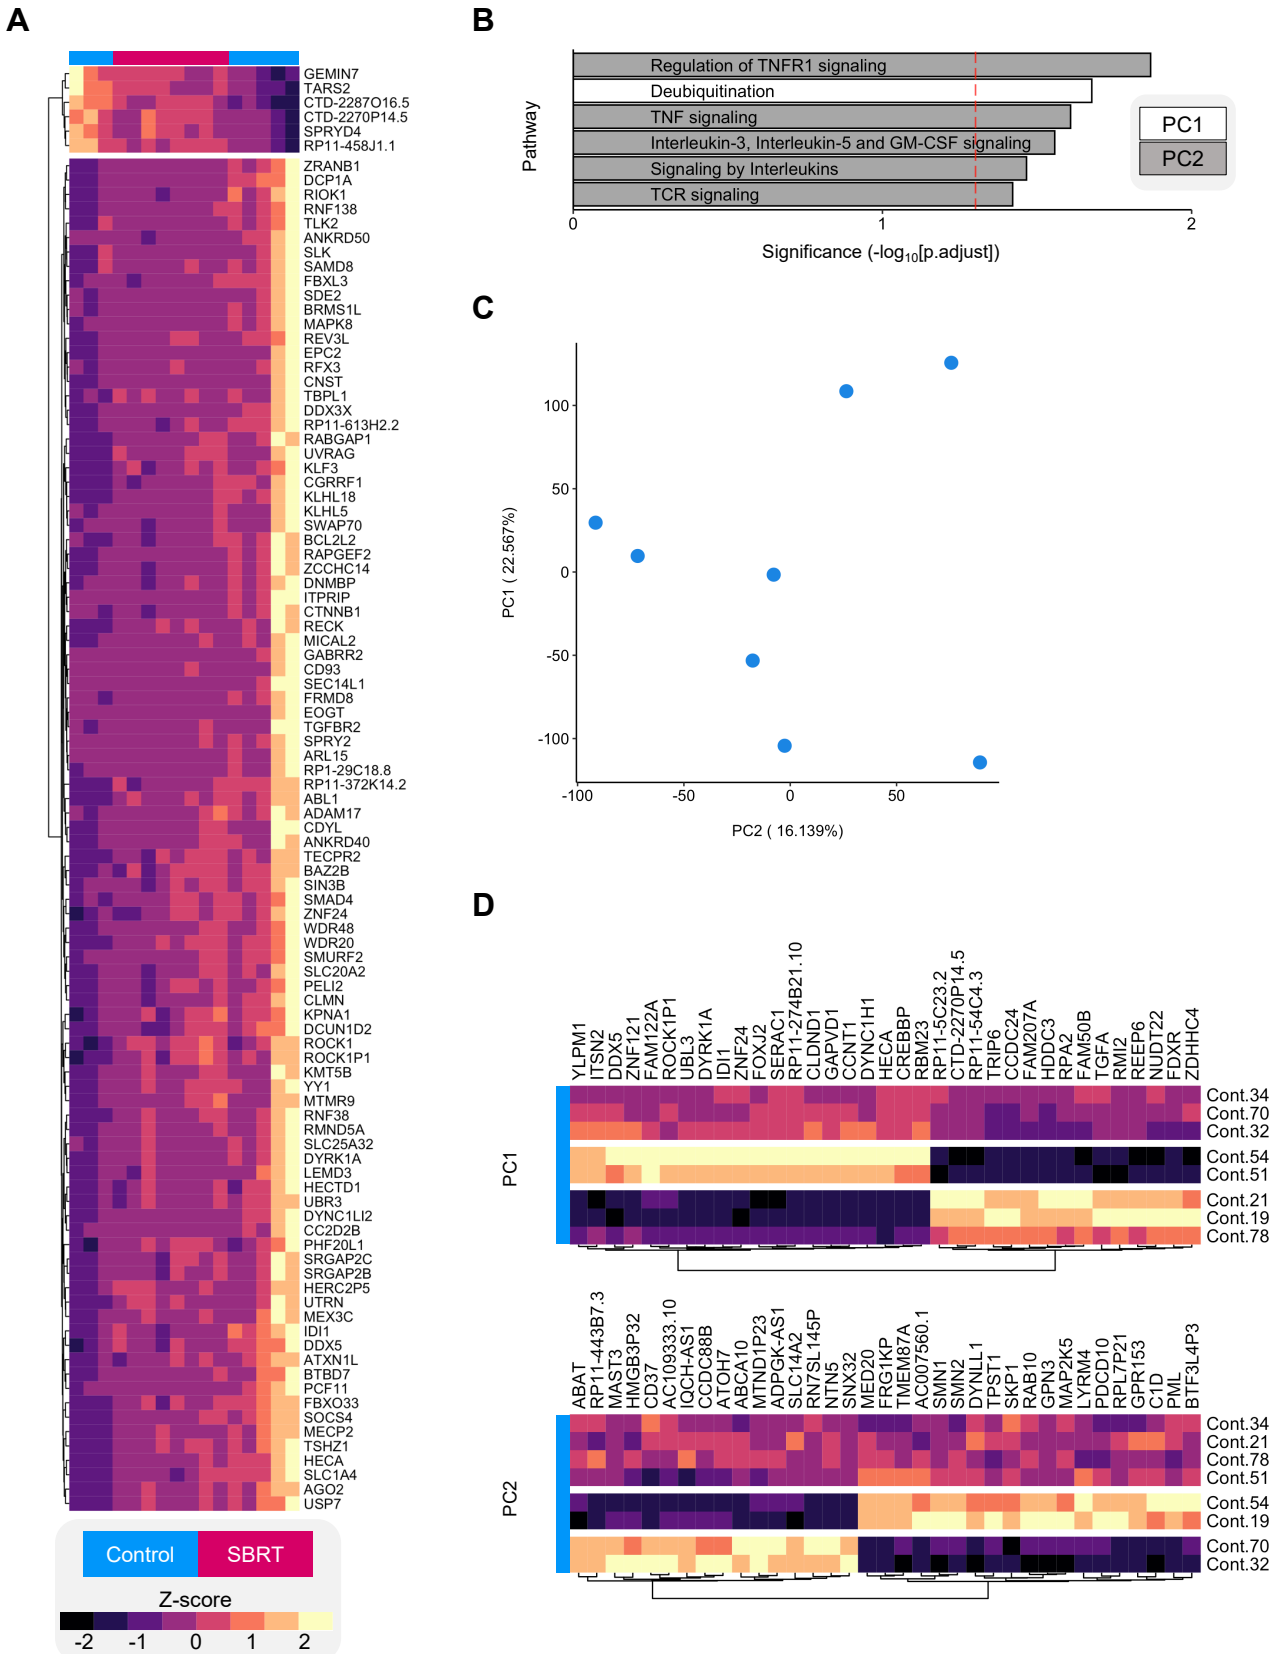 A
GEMIN7
TARS2
CTD-2287O16.5
CTD-2270P14.5
SPRYD4
RP11-458J1.1
ZRANB1
DCP1A
RIOK1
RNF138
TLK2
ANKRD50
SLK
SAMD8
FBXL3
SDE2
BRMS1L
MAPK8
REV3L
EPC2
RFX3
CNST
TBPL1
DDX3X
RP11-613H2.2
RABGAP1
UVRAG
KLF3
CGRRF1
KLHL18
KLHL5
SWAP70
BCL2L2
RAPGEF2
ZCCHC14
DNMBP
ITPRIP
CTNNB1
RECK
MICAL2
GABRR2
CD93
SEC14L1
FRMD8
EOGT
TGFBR2
SPRY2
ARL15
RP1-29C18.8
RP11-372K14.2
ABL1
ADAM17
CDYL
ANKRD40
TECPR2
BAZ2B
SIN3B
SMAD4
ZNF24
WDR48
WDR20
SMURF2
SLC20A2
PELI2
CLMN
KPNA1
DCUN1D2
ROCK1
ROCK1P1
KMT5B
YY1
MTMR9
RNF38
RMND5A
SLC25A32
DYRK1A
LEMD3
HECTD1
UBR3
DYNC1LI2
CC2D2B
PHF20L1
SRGAP2C
SRGAP2B
HERC2P5
UTRN
MEX3C
IDI1
DDX5
ATXN1L
BTBD7
PCF11
FBXO33
SOCS4
MECP2
TSHZ1
HECA
SLC1A4
AGO2
USP7
Control SBRT
Z-score
-2 -1 0 1 2
B
Pathway
Regulation of TNFR1 signaling
Deubiquitination
TNF signaling
Interleukin-3, Interleukin-5 and GM-CSF signaling
Signaling by Interleukins
TCR signaling
0 1 2
Significance (-log10[p.adjust])
PC1
PC2
C
PC1 ( 22.567%)
100
50
0
-50
-100
-100 -50 0 50
PC2 ( 16.139%)
D
YLPM1
ITSN2
DDX5
ZNF121
FAM122A
ROCK1P1
UBL3
DYRK1A
IDI1
ZNF24
FOXJ2
SERAC1
RP11-274B21.10
CLDND1
GAPVD1
CCNT1
DYNC1H1
HECA
CREBBP
RBM23
RP11-5C23.2
CTD-2270P14.5
RP11-54C4.3
TRIP6
CCDC24
FAM207A
HDDC3
RPA2
FAM50B
TGFA
RMI2
REEP6
NUDT22
FDXR
ZDHHC4
PC1
Cont.34
Cont.70
Cont.32
Cont.54
Cont.51
Cont.21
Cont.19
Cont.78
ABAT
RP11-443B7.3
MAST3
HMGB3P32
CD37
AC109333.10
IQCH-AS1
CCDC88B
ATOH7
ABCA10
MTND1P23
ADPGK-AS1
SLC14A2
RN7SL145P
NTN5
SNX32
MED20
FRG1KP
TMEM87A
AC007560.1
SMN1
SMN2
DYNLL1
TPST1
SKP1
RAB10
GPN3
MAP2K5
LYRM4
PDCD10
RPL7P21
GPR153
C1D
PML
BTF3L4P3
PC2
Cont.34
Cont.21
Cont.78
Cont.51
Cont.54
Cont.19
Cont.70
Cont.32